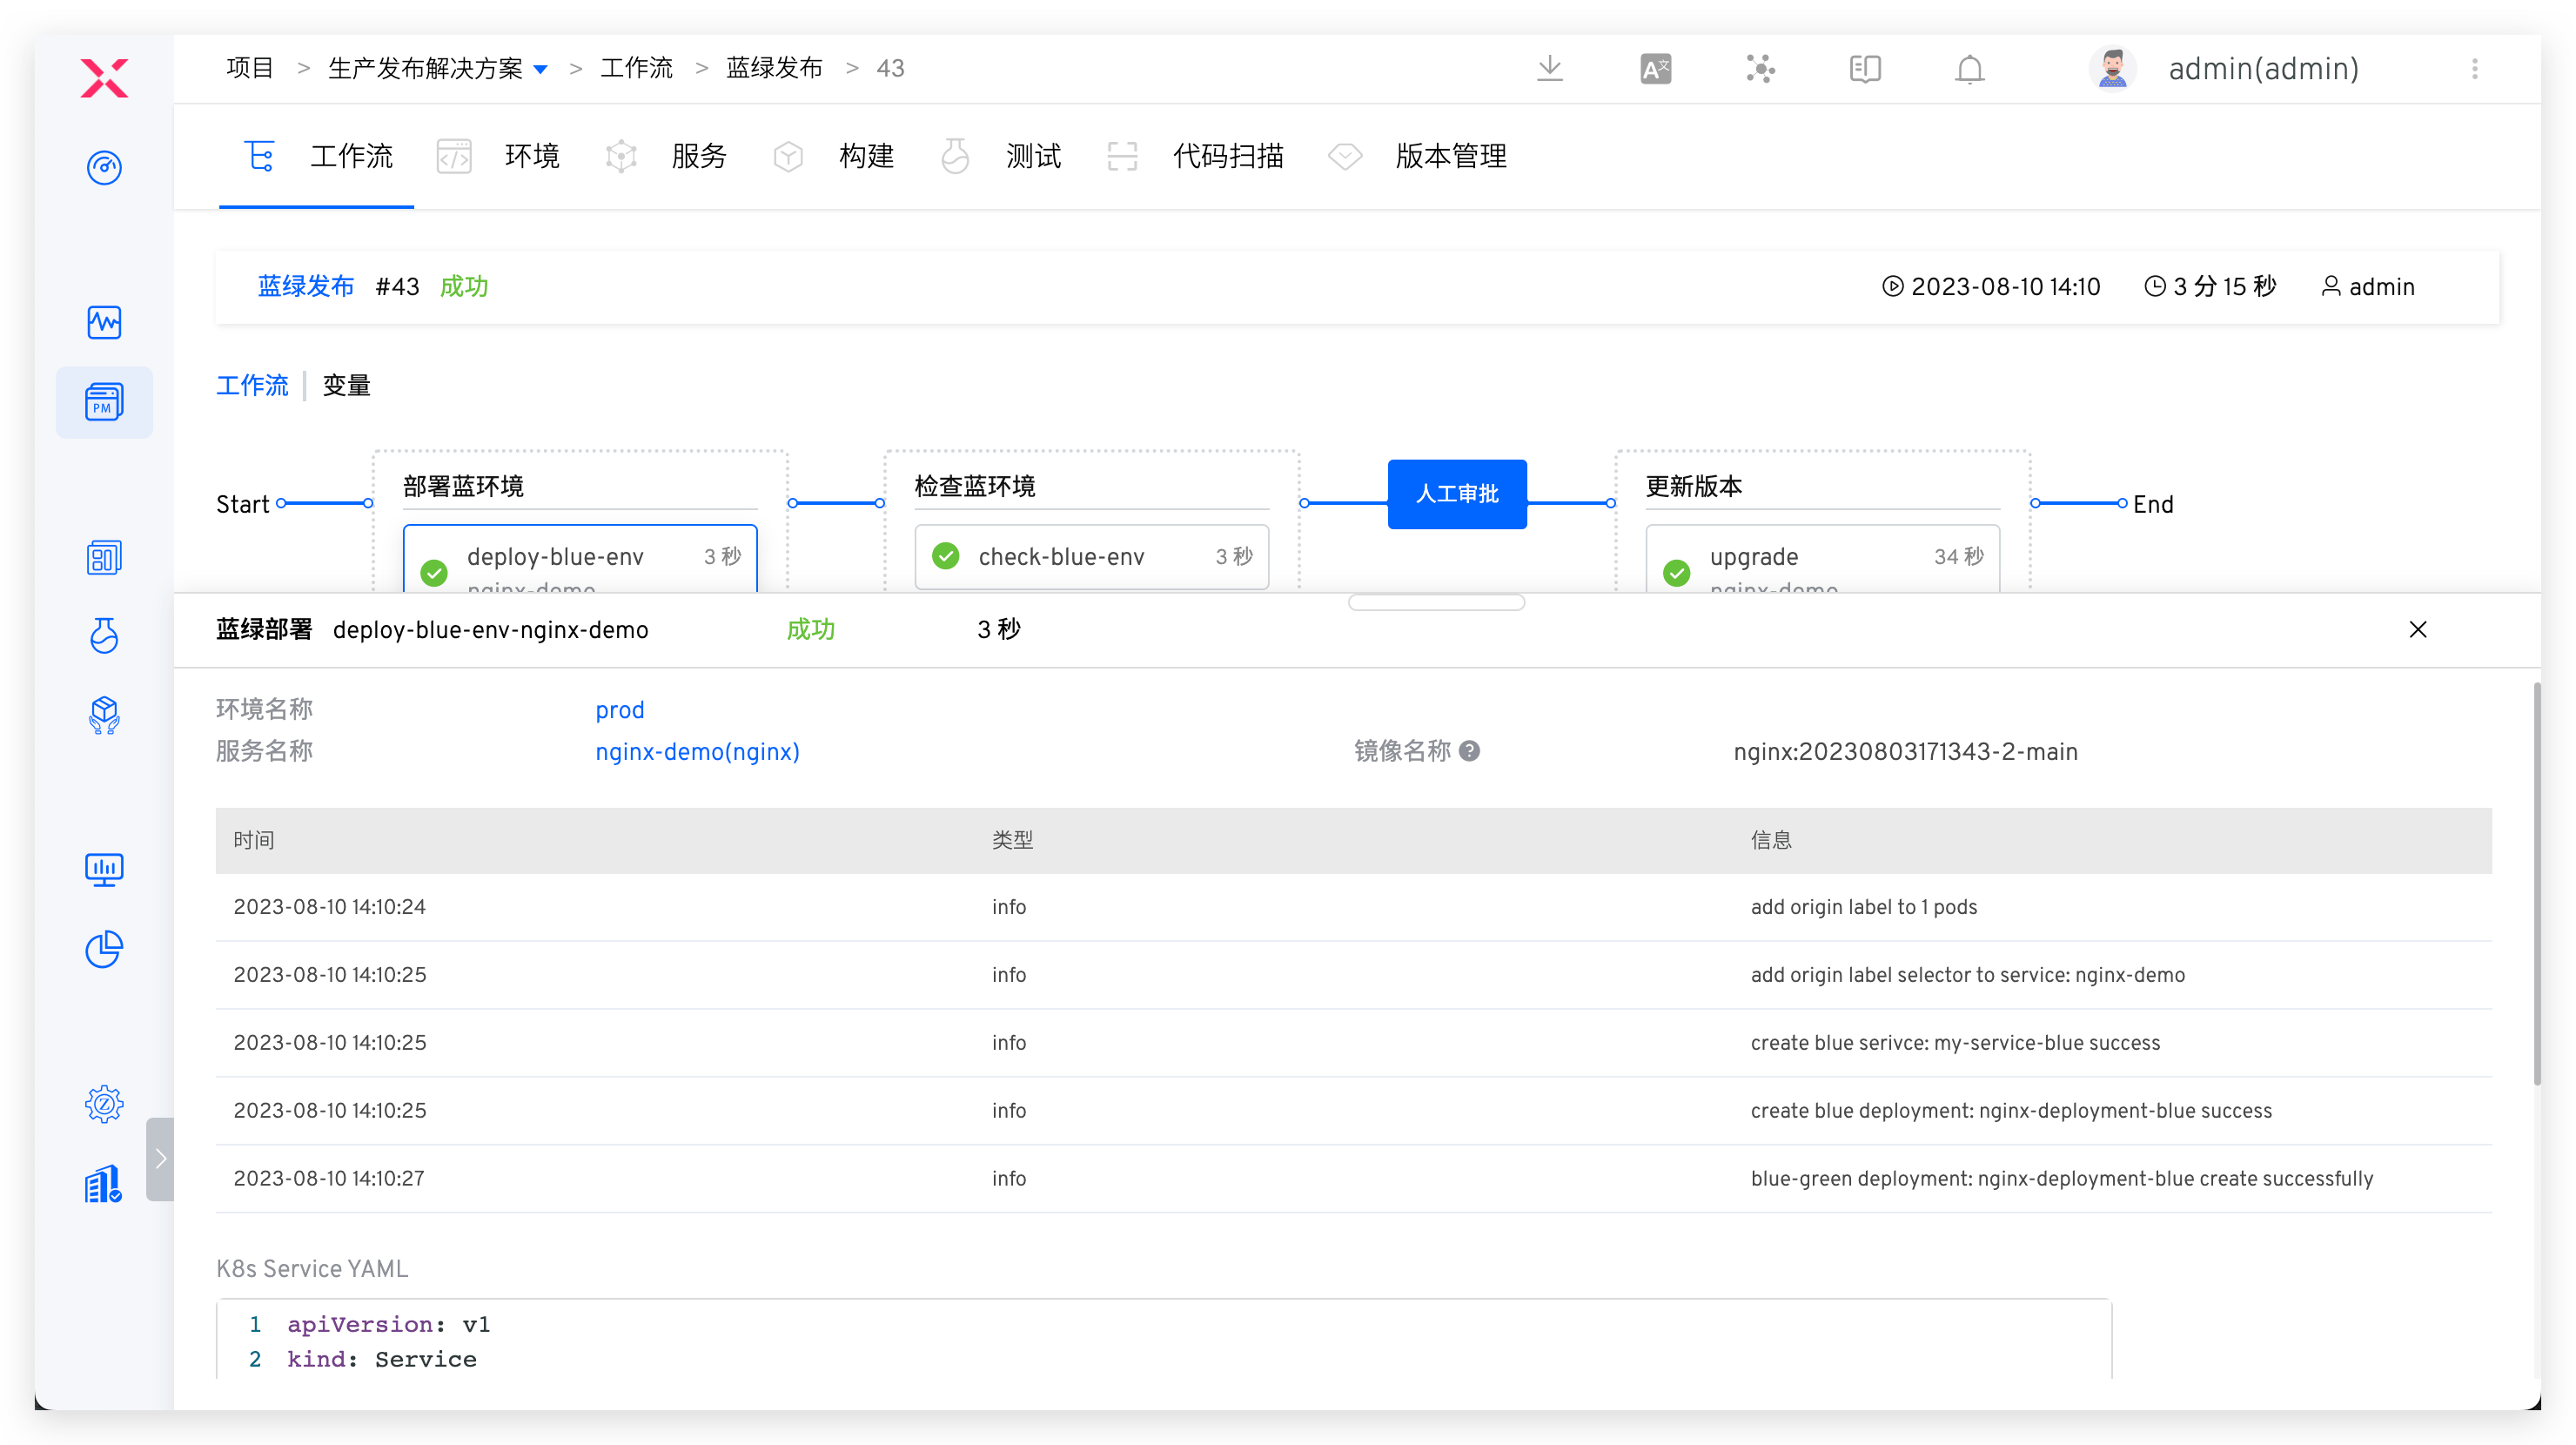 项目 > 生产发布解决方案 > 工作流 > 蓝绿发布 > 43
admin(admin)
工作流 环境 服务 构建 测试 代码扫描 版本管理
PM
蓝绿发布 #43 成功 2023-08-10 14:10 3 分 15 秒 admin
工作流 变量
Start 部署蓝环境 检查蓝环境 人工审批 更新版本 End
deploy-blue-env 3 秒 check-blue-env 3 秒 upgrade 34 秒
nginx-demo nginx-demo
蓝绿部署 deploy-blue-env-nginx-demo 成功 3 秒
环境名称 prod
服务名称 nginx-demo(nginx) 镜像名称 nginx:20230803171343-2-main
时间 类型 信息
2023-08-10 14:10:24 info add origin label to 1 pods
2023-08-10 14:10:25 info add origin label selector to service: nginx-demo
2023-08-10 14:10:25 info create blue serivce: my-service-blue success
2023-08-10 14:10:25 info create blue deployment: nginx-deployment-blue success
2023-08-10 14:10:27 info blue-green deployment: nginx-deployment-blue create successfully
K8s Service YAML
1 apiVersion: v1
2 kind: Service